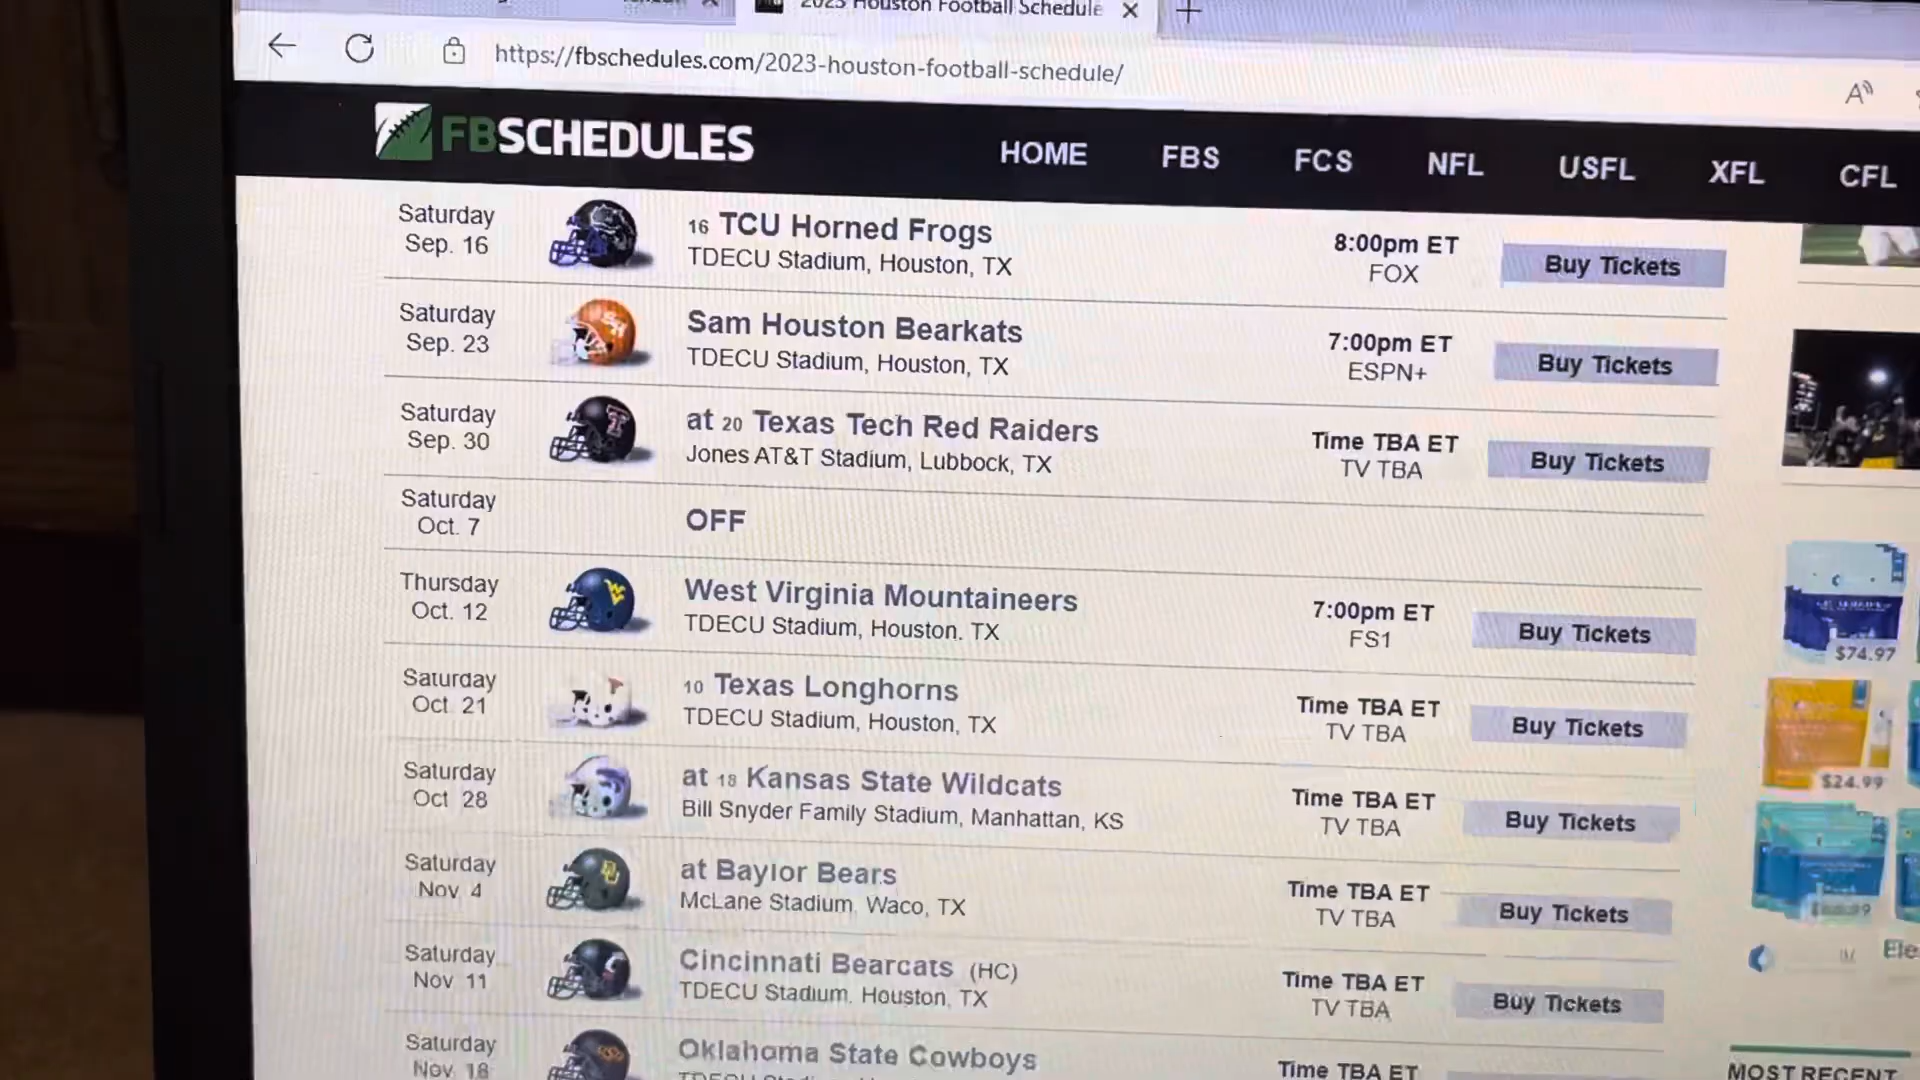 2023 Houston Football Schedule
https://fbschedules.com/2023-houston-football-schedule/
FBSCHEDULES
HOME FBS FCS NFL USFL XFL CFL
Saturday
Sep. 16
16 TCU Horned Frogs
TDECU Stadium, Houston, TX
8:00pm ET
FOX
Buy Tickets
Saturday
Sep. 23
Sam Houston Bearkats
TDECU Stadium, Houston, TX
7:00pm ET
ESPN+
Buy Tickets
Saturday
Sep. 30
at 20 Texas Tech Red Raiders
Jones AT&T Stadium, Lubbock, TX
Time TBA ET
TV TBA
Buy Tickets
Saturday
Oct. 7
OFF
Thursday
Oct. 12
West Virginia Mountaineers
TDECU Stadium, Houston. TX
7:00pm ET
FS1
Buy Tickets
Saturday
Oct. 21
10 Texas Longhorns
TDECU Stadium, Houston, TX
Time TBA ET
TV TBA
Buy Tickets
Saturday
Oct 28
at 18 Kansas State Wildcats
Bill Snyder Family Stadium, Manhattan, KS
Time TBA ET
TV TBA
Buy Tickets
Saturday
Nov. 4
at Baylor Bears
McLane Stadium, Waco, TX
Time TBA ET
TV TBA
Buy Tickets
Saturday
Nov 11
Cincinnati Bearcats (HC)
TDECU Stadium. Houston, TX
Time TBA ET
TV TBA
Buy Tickets
Saturday
Nov. 18
Oklahoma State Cowboys
Time TBA ET
$74.97
$24.99
Ele
MOST RECENT